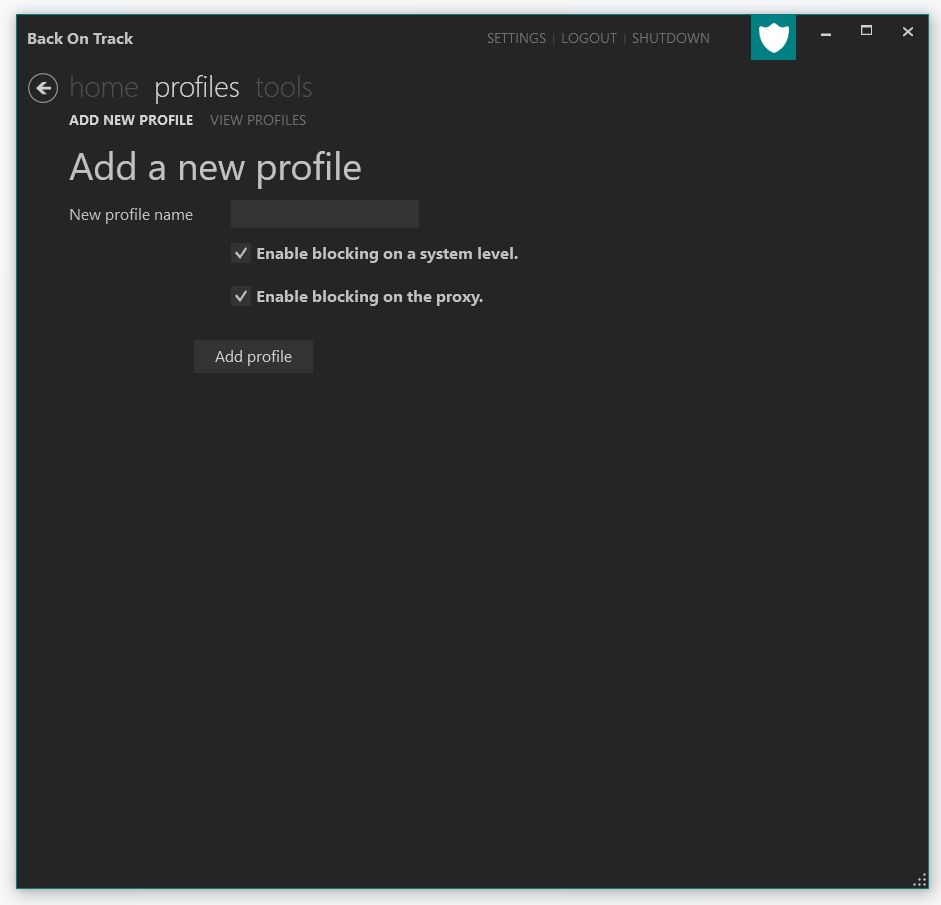 Back On Track SETTINGS | LOGOUT | SHUTDOWN
home profiles tools
ADD NEW PROFILE VIEW PROFILES
Add a new profile
New profile name
Enable blocking on a system level.
Enable blocking on the proxy.
Add profile